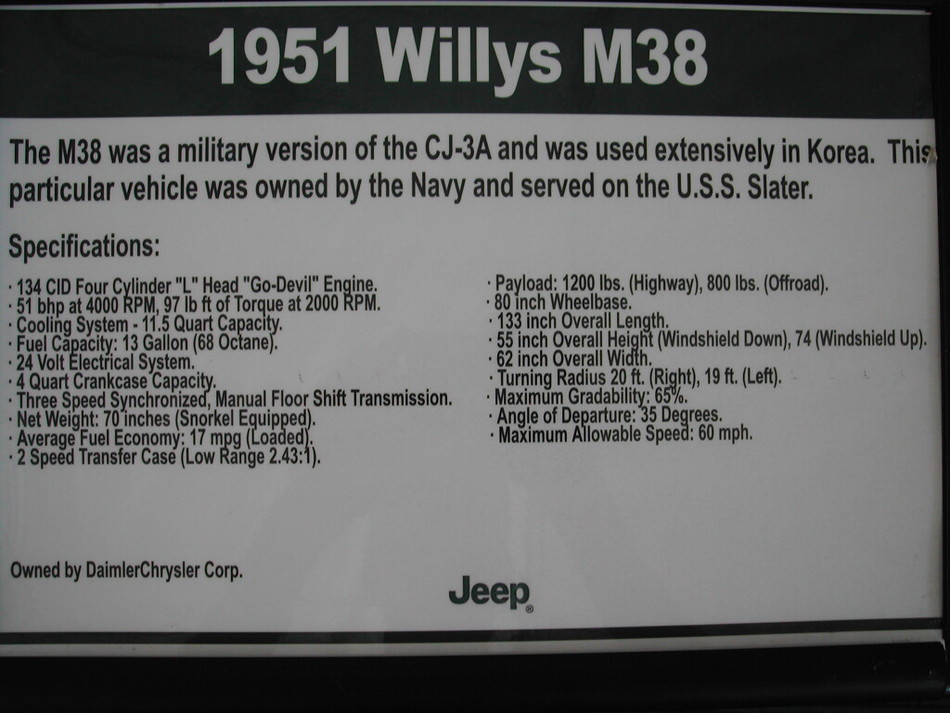 1951 Willys M38
The M38 was a military version of the CJ-3A and was used extensively in Korea. This
particular vehicle was owned by the Navy and served on the U.S.S. Slater.
Specifications:
· 134 CID Four Cylinder "L" Head "Go-Devil" Engine.
· 51 bhp at 4000 RPM, 97 lb ft of Torque at 2000 RPM.
· Cooling System - 11.5 Quart Capacity.
· Fuel Capacity: 13 Gallon (68 Octane).
· 24 Volt Electrical System.
· 4 Quart Crankcase Capacity.
· Three Speed Synchronized, Manual Floor Shift Transmission.
· Net Weight: 70 inches (Snorkel Equipped).
· Average Fuel Economy: 17 mpg (Loaded).
· 2 Speed Transfer Case (Low Range 2.43:1).
· Payload: 1200 lbs. (Highway), 800 lbs. (Offroad).
· 80 inch Wheelbase.
· 133 inch Overall Length.
· 55 inch Overall Height (Windshield Down), 74 (Windshield Up).
· 62 inch Overall Width.
· Turning Radius 20 ft. (Right), 19 ft. (Left).
· Maximum Gradability: 65%.
· Angle of Departure: 35 Degrees.
· Maximum Allowable Speed: 60 mph.
Owned by DaimlerChrysler Corp.
Jeep®